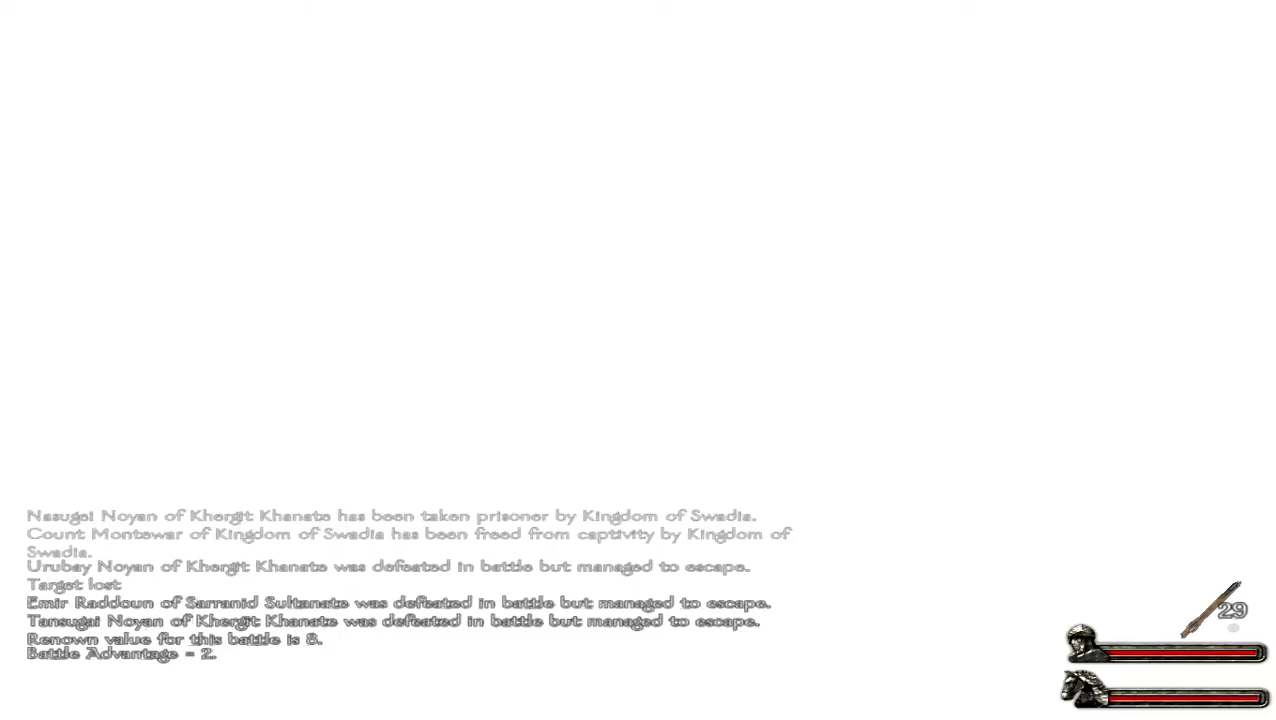 Nasugei Noyan of Khergit Khanate has been taken prisoner by Kingdom of Swadia.
Count Montewar of Kingdom of Swadia has been freed from captivity by Kingdom of
Swadia.
Urubay Noyan of Khergit Khanate was defeated in battle but managed to escape.
Target lost
Emir Raddoun of Sarranid Sultanate was defeated in battle but managed to escape.
Tansugai Noyan of Khergit Khanate was defeated in battle but managed to escape.
Renown value for this battle is 8.
Battle Advantage = 2.
29